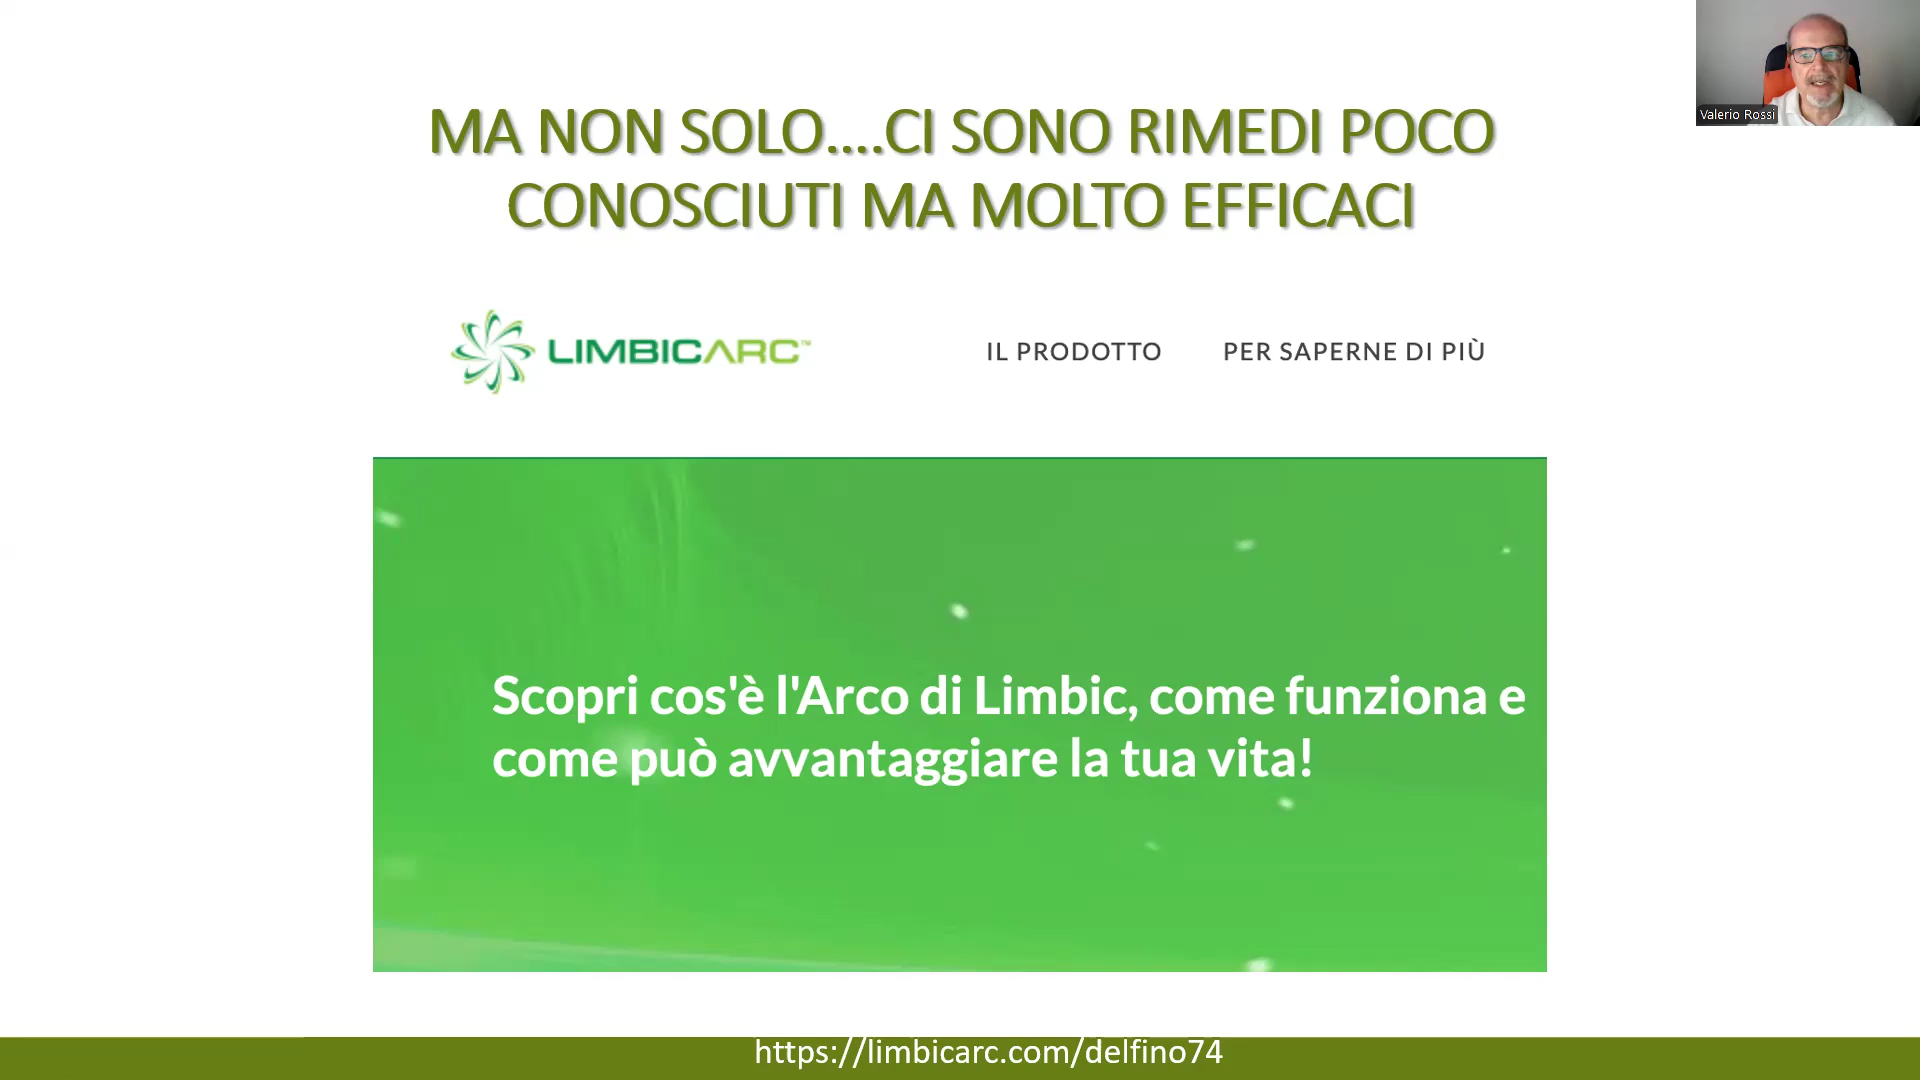 Valerio Rossi
MA NON SOLO....CI SONO RIMEDI POCO
CONOSCIUTI MA MOLTO EFFICACI
LIMBICARC™
IL PRODOTTO
PER SAPERNE DI PIÙ
Scopri cos'è l'Arco di Limbic, come funziona e
come può avvantaggiare la tua vita!
https://limbicarc.com/delfino74